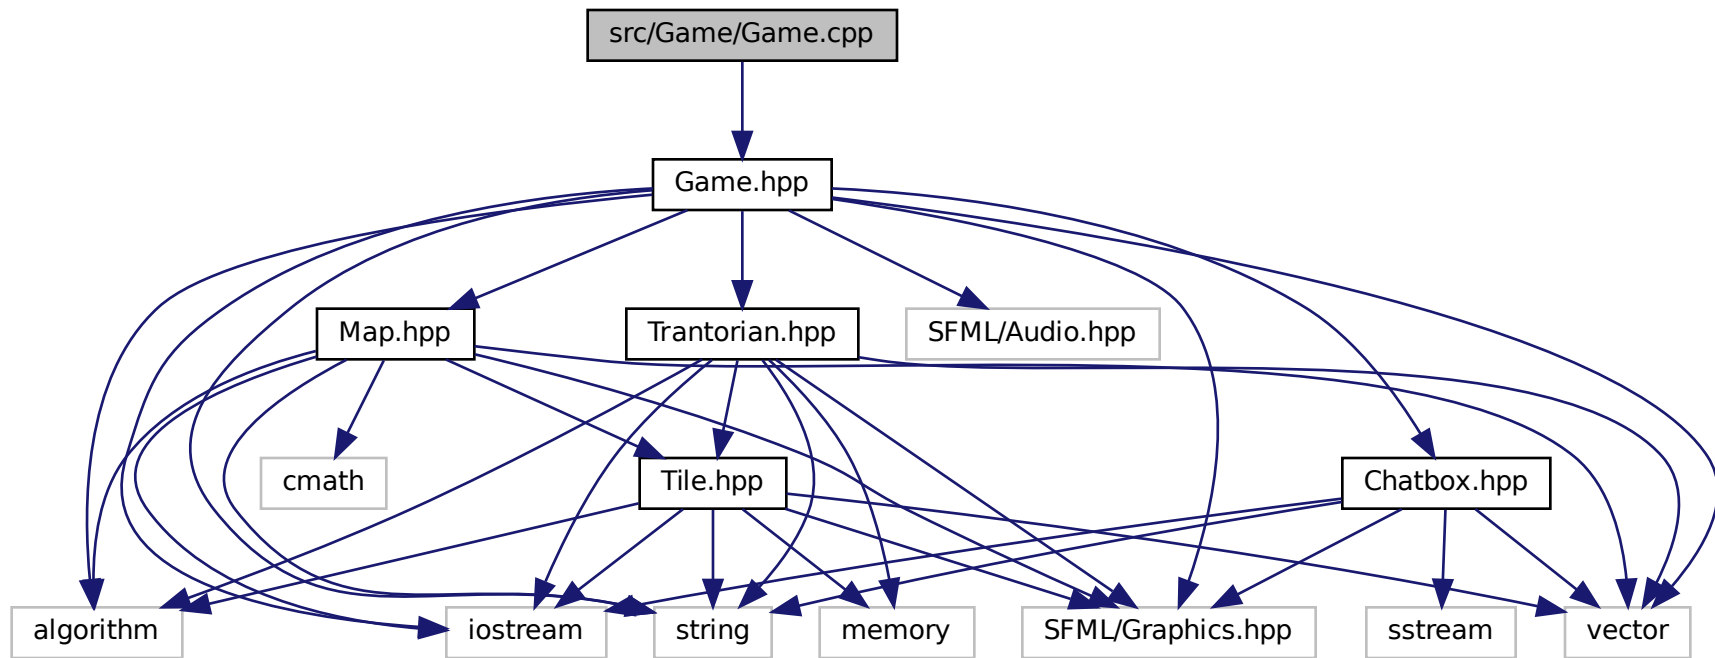 src/Game/Game.cpp
Game.hpp
Map.hpp
Trantorian.hpp
SFML/Audio.hpp
cmath
Tile.hpp
Chatbox.hpp
algorithm
iostream
string
memory
SFML/Graphics.hpp
sstream
vector